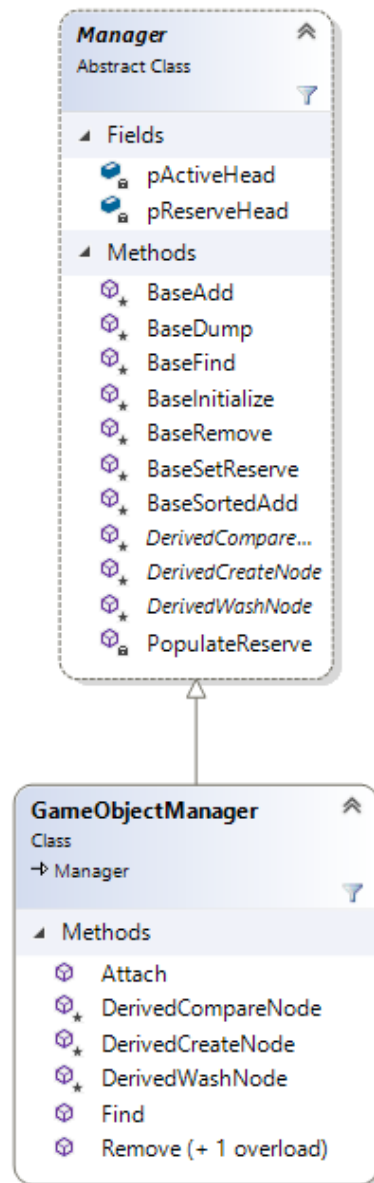 Manager
Abstract Class
Fields
pActiveHead
pReserveHead
Methods
BaseAdd
BaseDump
BaseFind
BaseInitialize
BaseRemove
BaseSetReserve
BaseSortedAdd
DerivedCompare...
DerivedCreateNode
DerivedWashNode
PopulateReserve
GameObjectManager
Class
Manager
Methods
Attach
DerivedCompareNode
DerivedCreateNode
DerivedWashNode
Find
Remove (+ 1 overload)